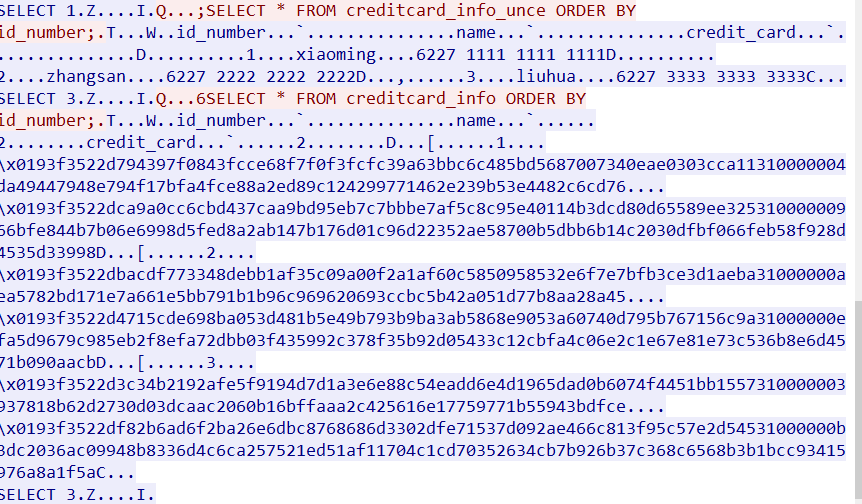 SELECT 1.Z....I.Q...;SELECT * FROM creditcard_info_unce ORDER BY
id_number;.T...W..id_number...`...............name...`...............credit_card...`.
...............D..........1....xiaoming....6227 1111 1111 1111D..........
2....zhangsan....6227 2222 2222 2222D...,......3....liuhua....6227 3333 3333 3333C...
SELECT 3.Z....I.Q...6SELECT * FROM creditcard_info ORDER BY
id_number;.T...W..id_number...`...............name...`......
2........credit_card...`......2........D...[......1....
\x0193f3522d794397f0843fcce68f7f0f3fcfc39a63bbc6c485bd5687007340eae0303cca11310000004
da49447948e794f17bfa4fce88a2ed89c124299771462e239b53e4482c6cd76....
\x0193f3522dca9a0cc6cbd437caa9bd95eb7c7bbbe7af5c8c95e40114b3dcd80d65589ee325310000009
66bfe844b7b06e6998d5fed8a2ab147b176d01c96d22352ae58700b5dbb6b14c2030dfbf066feb58f928d
4535d33998D...[......2....
\x0193f3522dbacdf773348debb1af35c09a00f2a1af60c5850958532e6f7e7bfb3ce3d1aeba31000000a
ea5782bd171e7a661e5bb791b1b96c969620693ccbc5b42a051d77b8aa28a45....
\x0193f3522d4715cde698ba053d481b5e49b793b9ba3ab5868e9053a60740d795b767156c9a31000000e
fa5d9679c985eb2f8efa72dbb03f435992c378f35b92d05433c12cbfa4c06e2c1e67e81e73c536b8e6d45
71b090aacbD...[......3....
\x0193f3522d3c34b2192afe5f9194d7d1a3e6e88c54eadd6e4d1965dad0b6074f4451bb1557310000003
937818b62d2730d03dcaac2060b16bffaaa2c425616e17759771b55943bdfce....
\x0193f3522df82b6ad6f2ba26e6dbc8768686d3302dfe71537d092ae466c813f95c57e2d54531000000b
3dc2036ac09948b8336d4c6ca257521ed51af11704c1cd70352634cb7b926b37c368c6568b3b1bcc93415
976a8a1f5aC...
SELECT 3.Z....I.